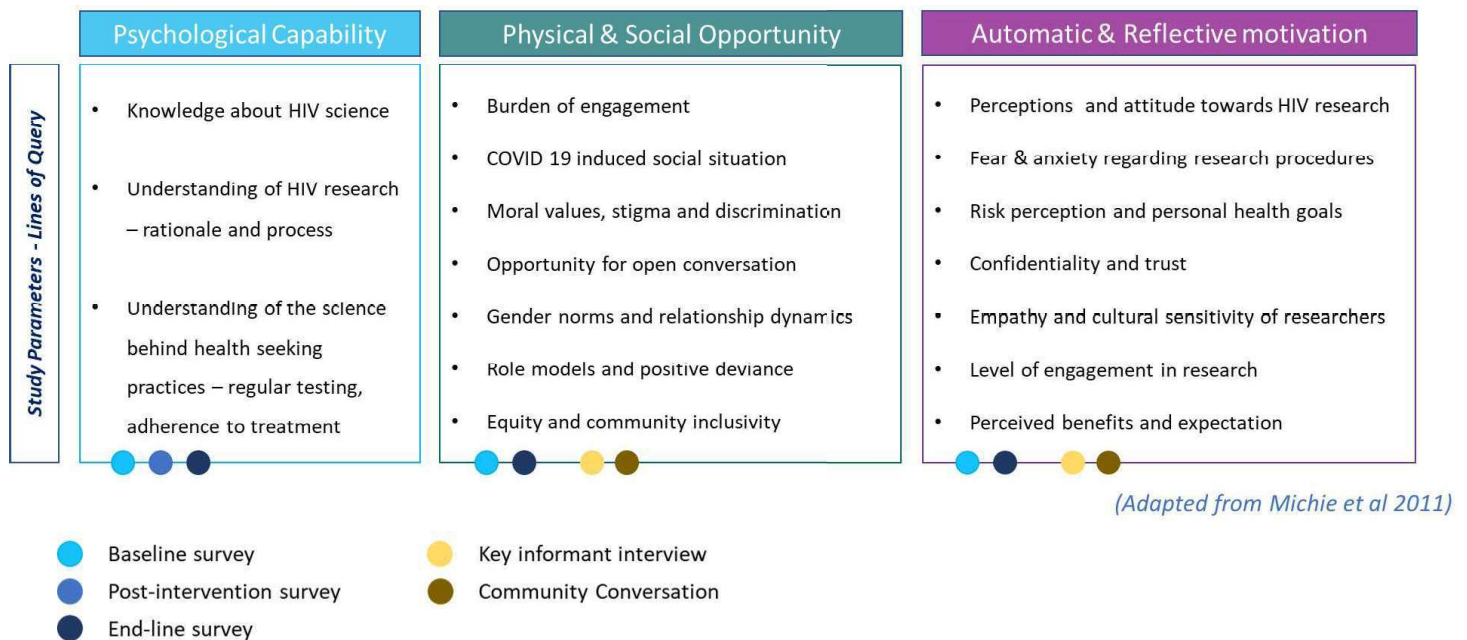 Psychological Capability
Physical & Social Opportunity
Automatic & Reflective motivation
Study Parameters - Lines of Query
• Knowledge about HIV science
• Understanding of HIV research
– rationale and process
• Understanding of the science
behind health seeking
practices – regular testing,
adherence to treatment
• Burden of engagement
• COVID 19 induced social situation
• Moral values, stigma and discrimination
• Opportunity for open conversation
• Gender norms and relationship dynamics
• Role models and positive deviance
• Equity and community inclusivity
• Perceptions and attitude towards HIV research
• Fear & anxiety regarding research procedures
• Risk perception and personal health goals
• Confidentiality and trust
• Empathy and cultural sensitivity of researchers
• Level of engagement in research
• Perceived benefits and expectation
(Adapted from Michie et al 2011)
Baseline survey
Post-intervention survey
End-line survey
Key informant interview
Community Conversation